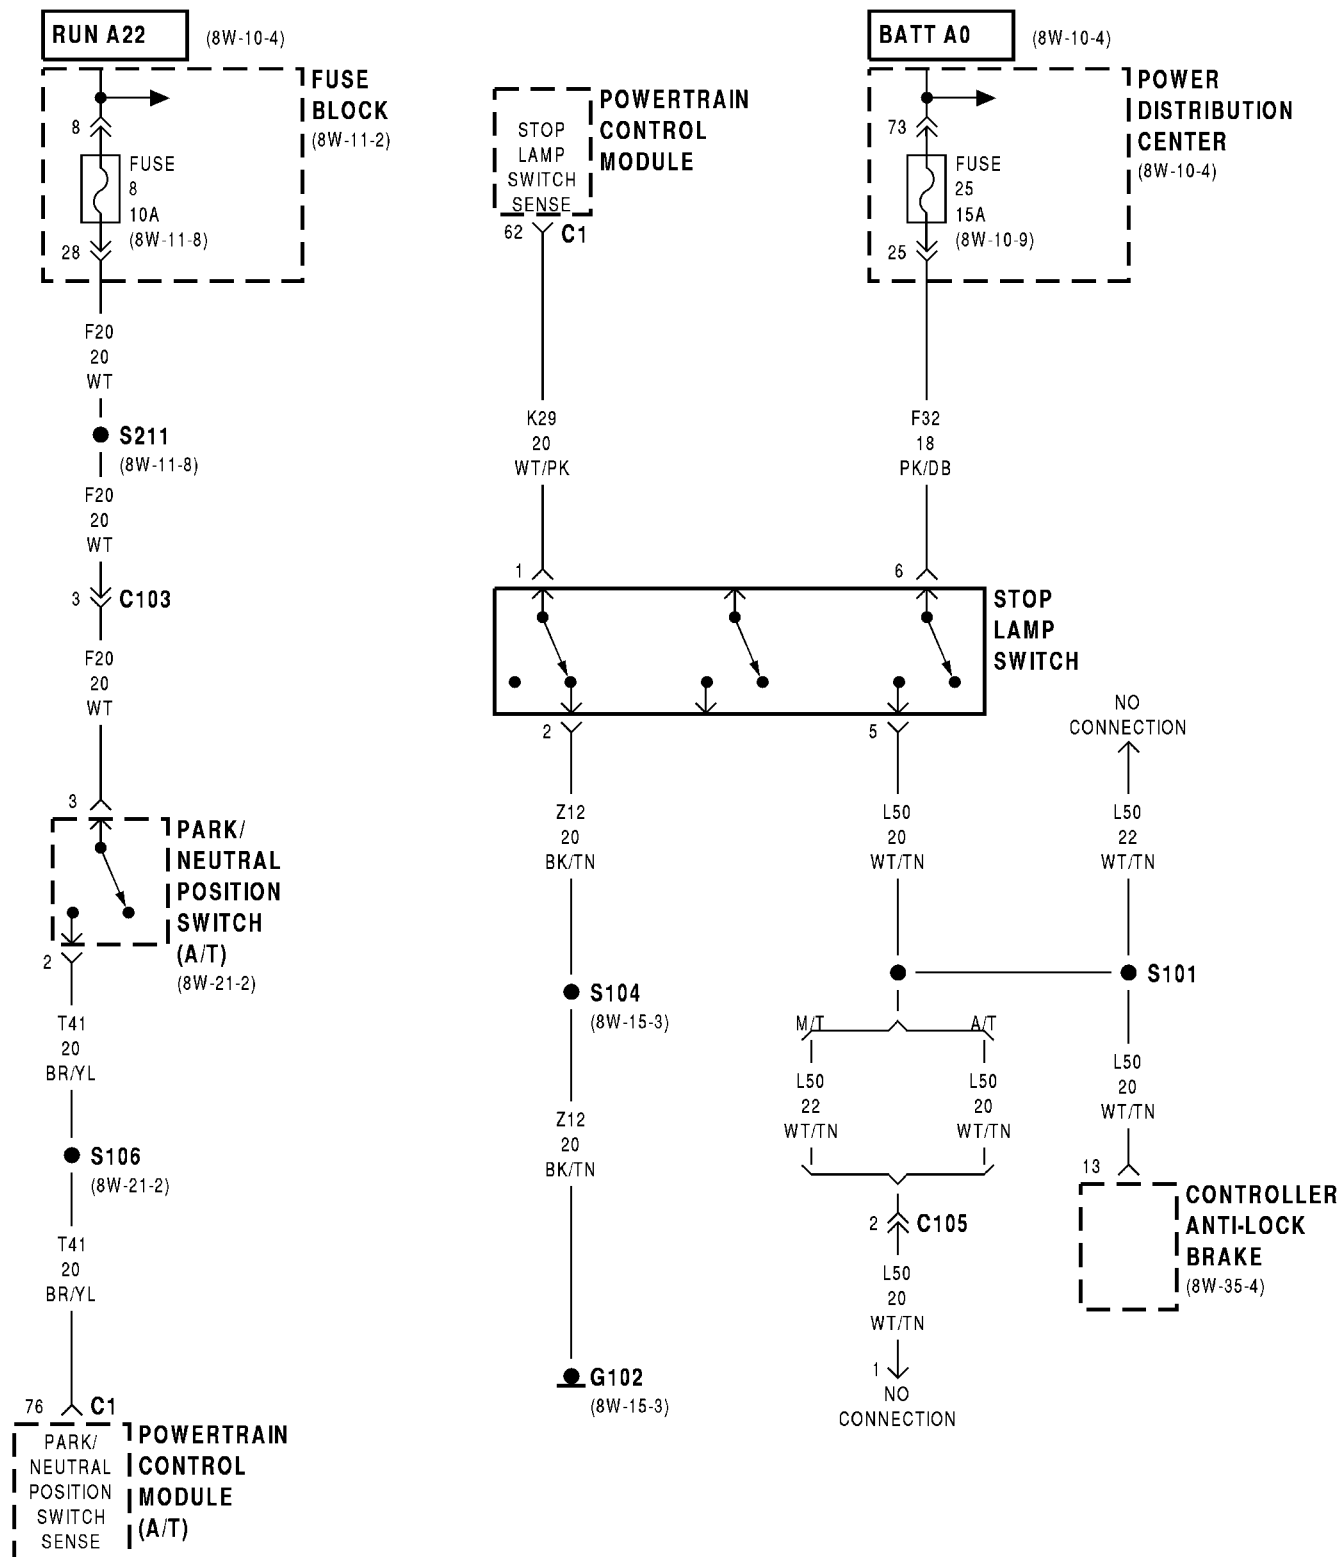 RUN A22
(8W-10-4)
FUSE
BLOCK
(8W-11-2)
8
FUSE
8
10A
(8W-11-8)
28
F20
20
WT
S211
(8W-11-8)
F20
20
WT
3
C103
F20
20
WT
3
PARK/
NEUTRAL
POSITION
SWITCH
(A/T)
(8W-21-2)
2
T41
20
BR/YL
S106
(8W-21-2)
T41
20
BR/YL
76
C1
PARK/
NEUTRAL
POSITION
SWITCH
SENSE
POWERTRAIN
CONTROL
MODULE
(A/T)
STOP
LAMP
SWITCH
SENSE
POWERTRAIN
CONTROL
MODULE
62
C1
K29
20
WT/PK
1
BATT A0
(8W-10-4)
POWER
DISTRIBUTION
CENTER
(8W-10-4)
73
FUSE
25
15A
(8W-10-9)
25
F32
18
PK/DB
6
STOP
LAMP
SWITCH
2
Z12
20
BK/TN
S104
(8W-15-3)
Z12
20
BK/TN
G102
(8W-15-3)
5
L50
20
WT/TN
NO
CONNECTION
L50
22
WT/TN
S101
M/T
A/T
L50
22
WT/TN
L50
20
WT/TN
2
C105
L50
20
WT/TN
1
NO
CONNECTION
L50
20
WT/TN
13
CONTROLLER
ANTI-LOCK
BRAKE
(8W-35-4)